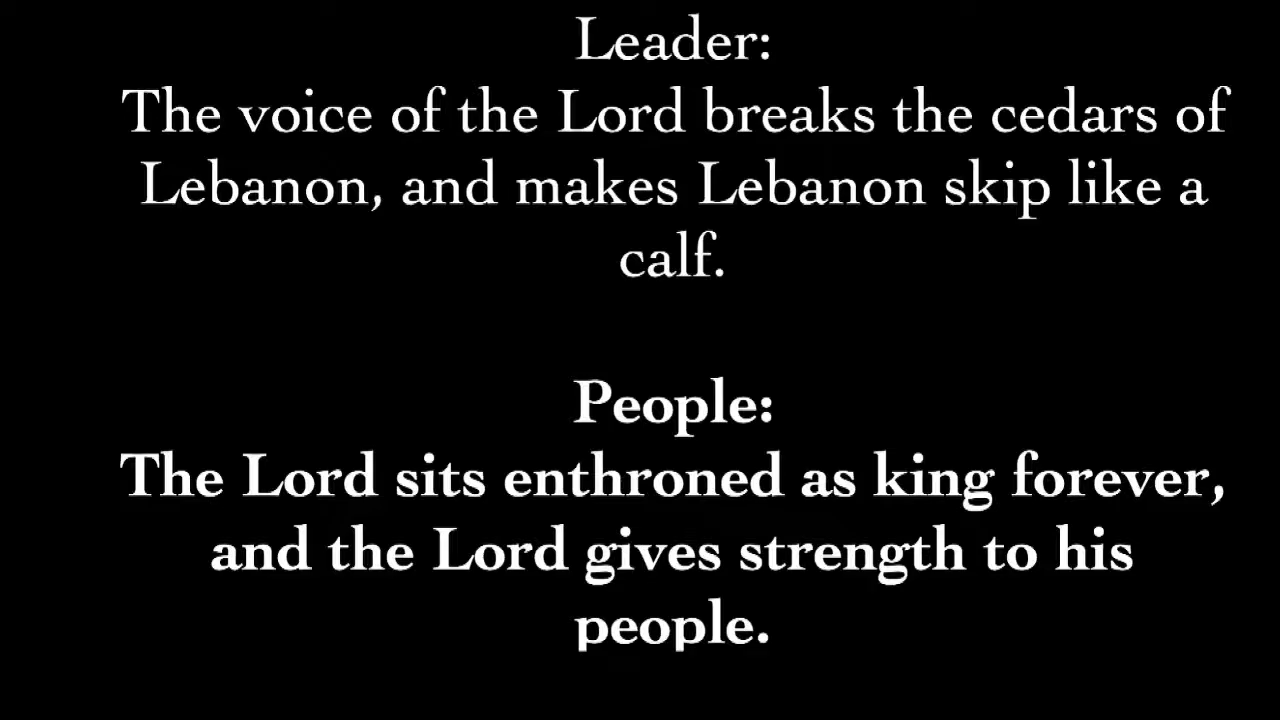 Leader:
The voice of the Lord breaks the cedars of
Lebanon, and makes Lebanon skip like a
calf.
People:
The Lord sits enthroned as king forever,
and the Lord gives strength to his
people.